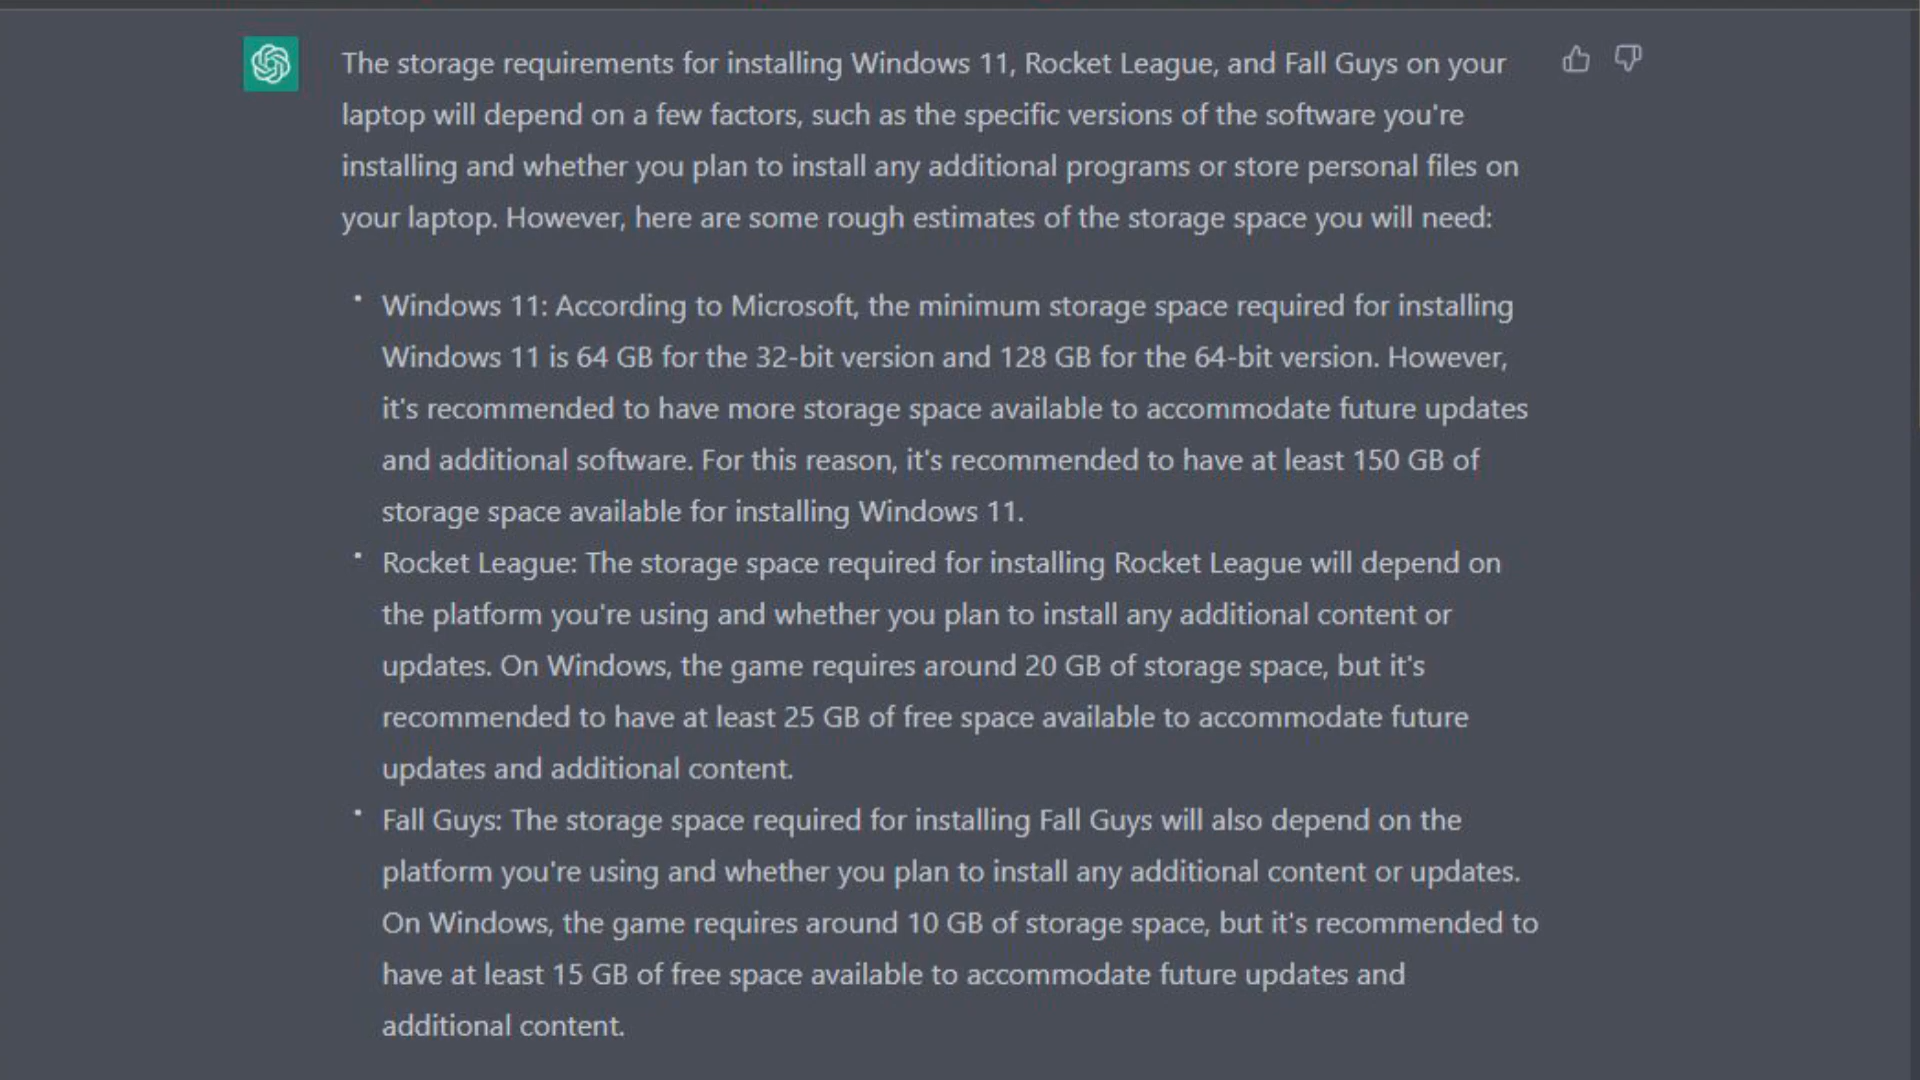 The storage requirements for installing Windows 11, Rocket League, and Fall Guys on your
laptop will depend on a few factors, such as the specific versions of the software you're
installing and whether you plan to install any additional programs or store personal files on
your laptop. However, here are some rough estimates of the storage space you will need:
• Windows 11: According to Microsoft, the minimum storage space required for installing
Windows 11 is 64 GB for the 32-bit version and 128 GB for the 64-bit version. However,
it's recommended to have more storage space available to accommodate future updates
and additional software. For this reason, it's recommended to have at least 150 GB of
storage space available for installing Windows 11.
• Rocket League: The storage space required for installing Rocket League will depend on
the platform you're using and whether you plan to install any additional content or
updates. On Windows, the game requires around 20 GB of storage space, but it's
recommended to have at least 25 GB of free space available to accommodate future
updates and additional content.
• Fall Guys: The storage space required for installing Fall Guys will also depend on the
platform you're using and whether you plan to install any additional content or updates.
On Windows, the game requires around 10 GB of storage space, but it's recommended to
have at least 15 GB of free space available to accommodate future updates and
additional content.